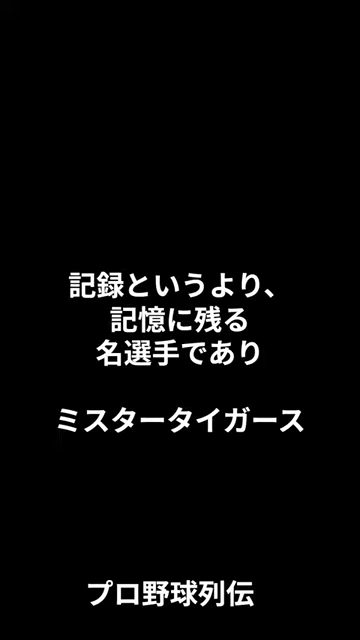 記録というより、
記憶に残る
名選手であり
ミスタータイガース
プロ野球列伝